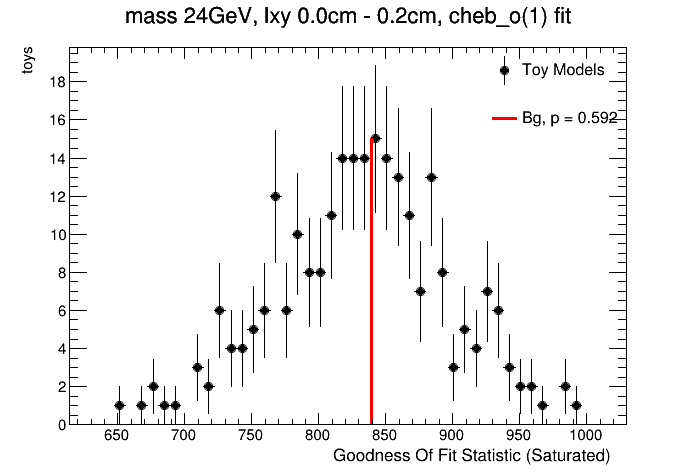 mass 24GeV, lxy 0.0cm - 0.2cm, cheb_o(1) fit
toys
Toy Models
Bg, p = 0.592
18
16
14
12
10
8
6
4
2
0
650 700 750 800 850 900 950 1000
Goodness Of Fit Statistic (Saturated)